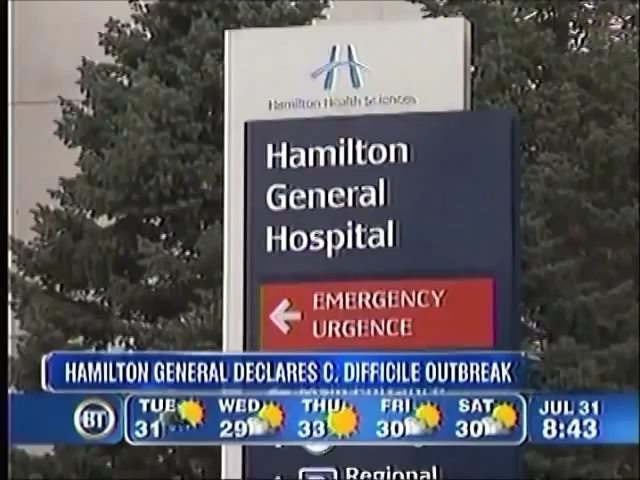 Hamilton Health Sciences
Hamilton
General
Hospital
EMERGENCY
URGENCE
HAMILTON GENERAL DECLARES C. DIFFICILE OUTBREAK
BT
TUE WED THU FRI SAT JUL 31
31 29 33 30 30 8:43
Regional